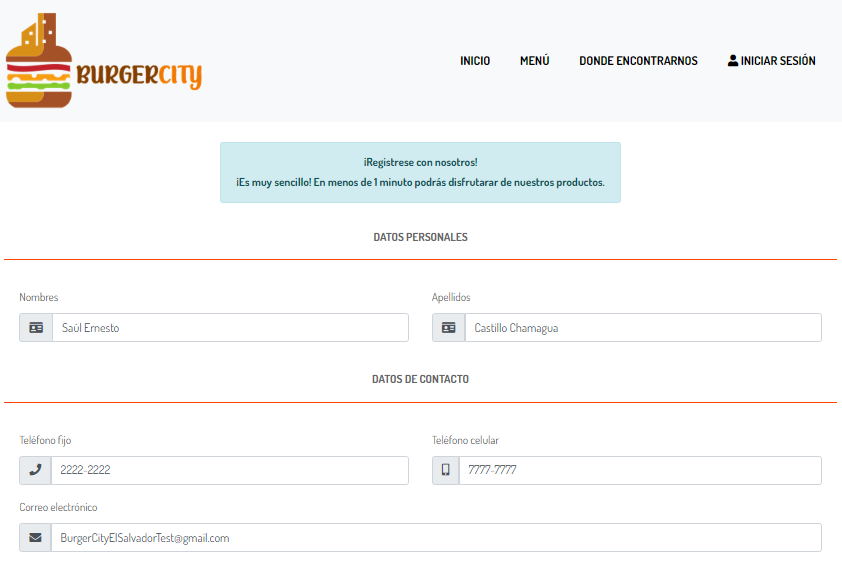 BURGERCITY
INICIO MENÚ DONDE ENCONTRARNOS INICIAR SESIÓN
¡Registrese con nosotros!
¡Es muy sencillo! En menos de 1 minuto podrás disfrutarar de nuestros productos.
DATOS PERSONALES
Nombres
Apellidos
Saúl Ernesto
Castillo Chamagua
DATOS DE CONTACTO
Teléfono fijo
Teléfono celular
2222-2222
7777-7777
Correo electrónico
BurgerCityElSalvadorTest@gmail.com